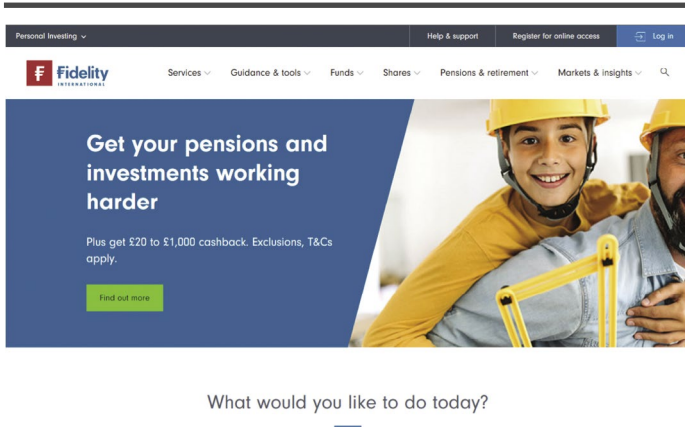 Personal Investing
Help & support
Register for online access
Log in
Fidelity
INTERNATIONAL
Services
Guidance & tools
Funds
Shares
Pensions & retirement
Markets & insights
Get your pensions and
investments working
harder
Plus get £20 to £1,000 cashback. Exclusions, T&Cs
apply.
Find out more
What would you like to do today?